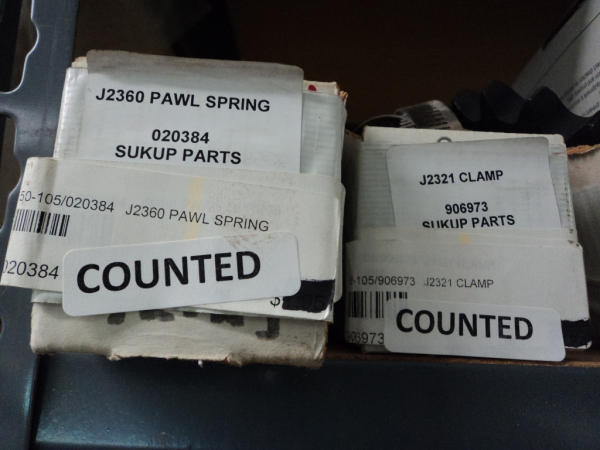 J2360 PAWL SPRING
020384
SUKUP PARTS
50-105/020384 J2360 PAWL SPRING
020384
COUNTED
J2321 CLAMP
906973
SUKUP PARTS
-105/906973 J2321 CLAMP
906973
COUNTED